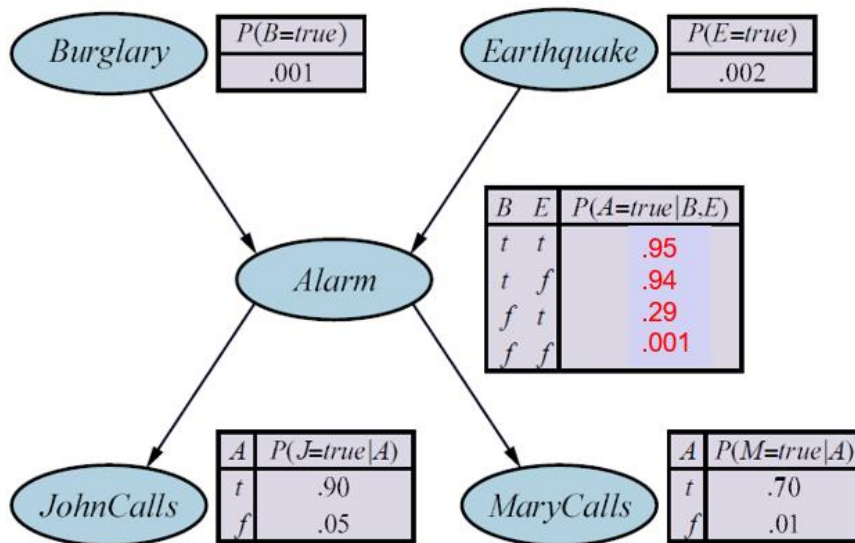 Burglary
P(B=true)
.001
Earthquake
P(E=true)
.002
B E P(A=true|B,E)
t t .95
t f .94
f t .29
f f .001
Alarm
JohnCalls
A P(J=true|A)
t .90
f .05
MaryCalls
A P(M=true|A)
t .70
f .01